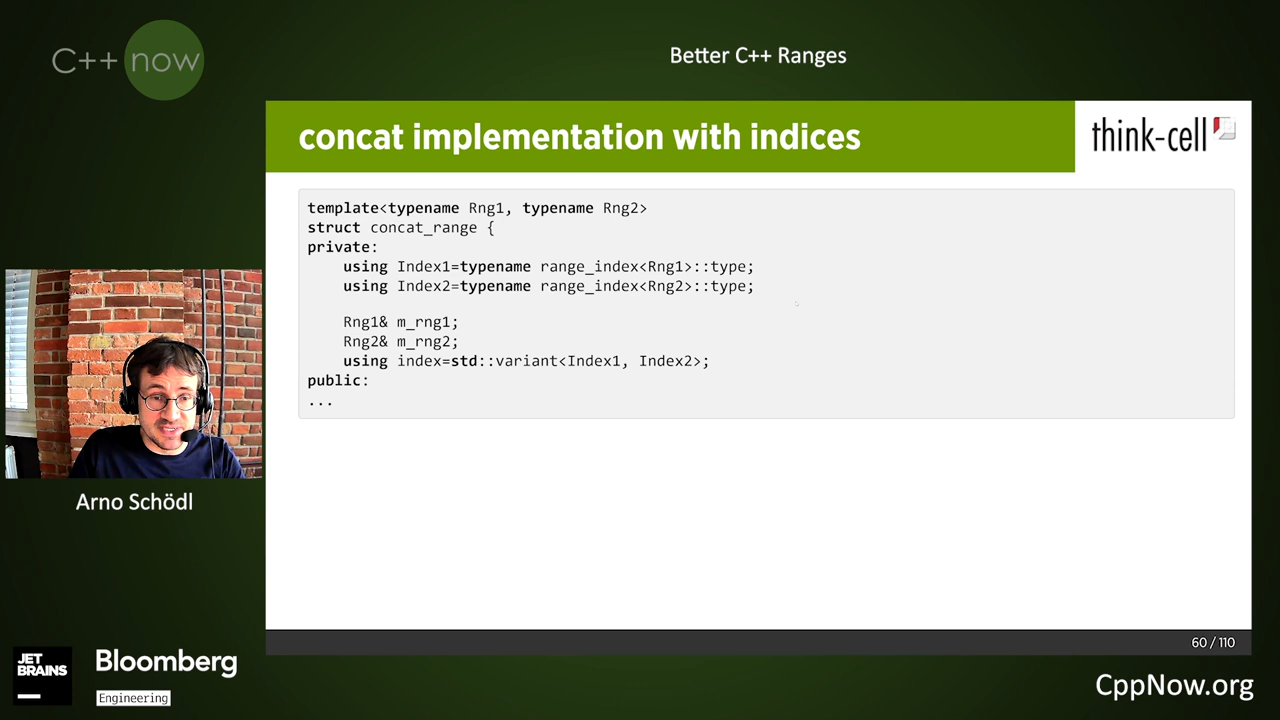 C++ now
Better C++ Ranges
concat implementation with indices
think-cell
template<typename Rng1, typename Rng2>
struct concat_range {
private:
    using Index1=typename range_index<Rng1>::type;
    using Index2=typename range_index<Rng2>::type;
    Rng1& m_rng1;
    Rng2& m_rng2;
    using index=std::variant<Index1, Index2>;
public:
...
Arno Schödl
60 / 110
JET
BRAINS
Bloomberg
Engineering
CppNow.org